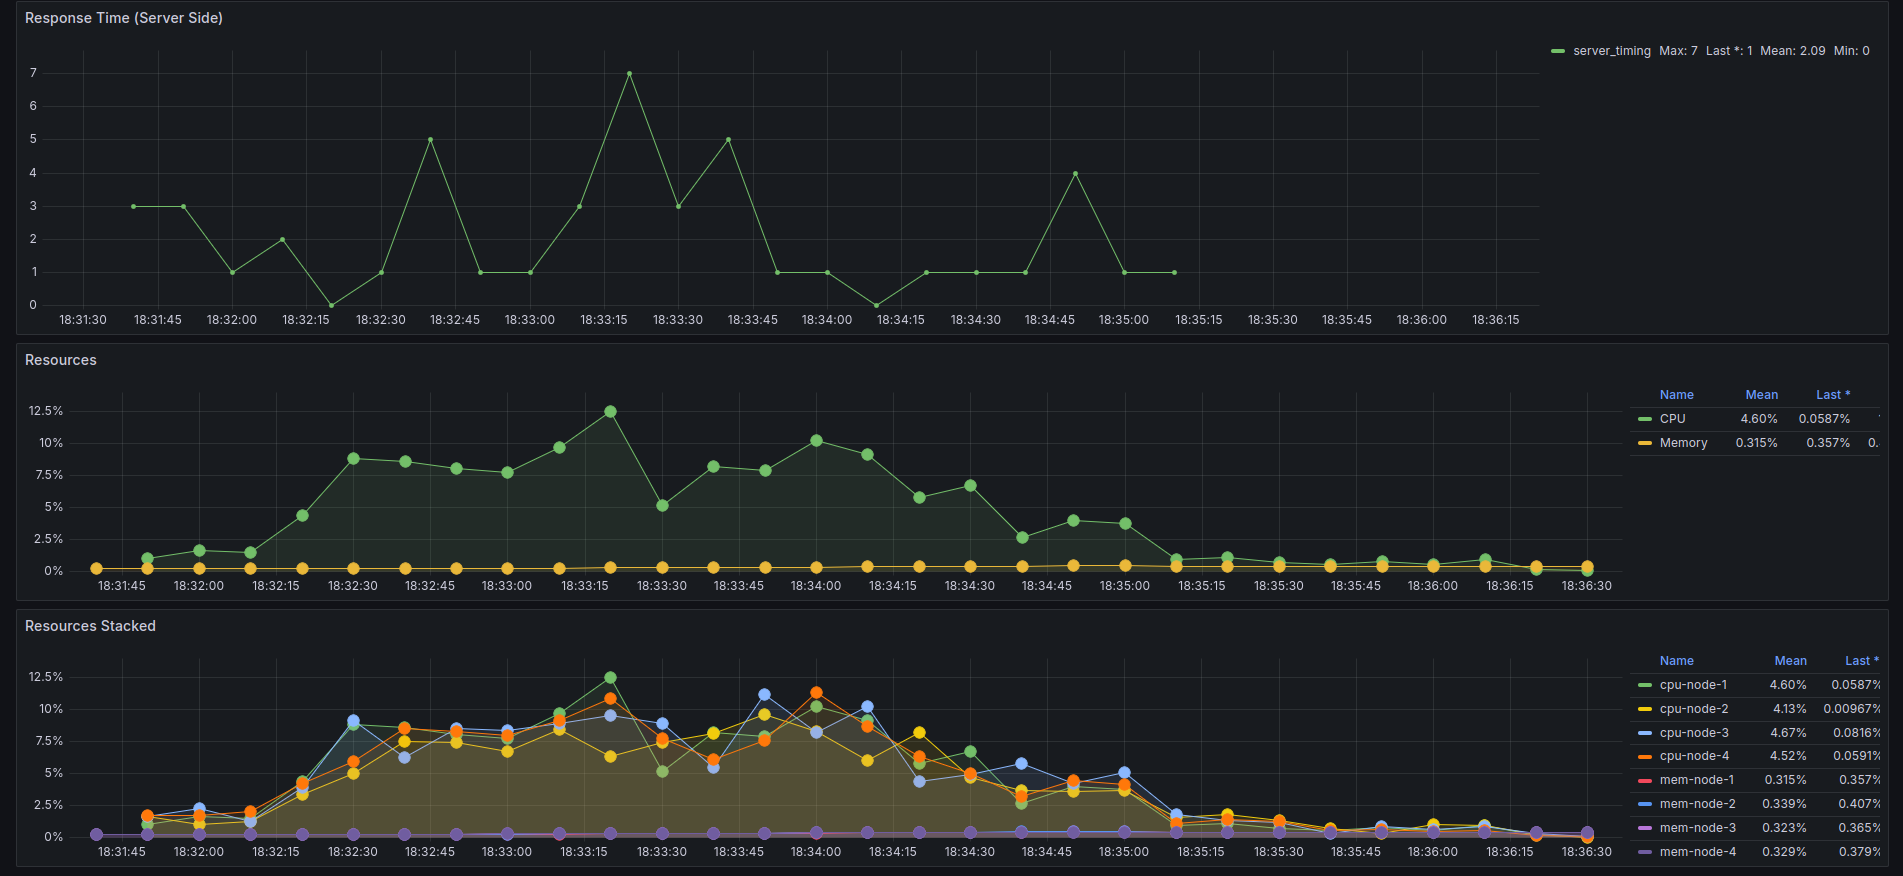 Response Time (Server Side)
server_timing Max: 7 Last *: 1 Mean: 2.09 Min: 0
7
6
5
4
3
2
1
0
18:31:30 18:31:45 18:32:00 18:32:15 18:32:30 18:32:45 18:33:00 18:33:15 18:33:30 18:33:45 18:34:00 18:34:15 18:34:30 18:34:45 18:35:00 18:35:15 18:35:30 18:35:45 18:36:00 18:36:15
Resources
Name Mean Last *
CPU 4.60% 0.0587%
Memory 0.315% 0.357% 0.
12.5%
10%
7.5%
5%
2.5%
0%
18:31:45 18:32:00 18:32:15 18:32:30 18:32:45 18:33:00 18:33:15 18:33:30 18:33:45 18:34:00 18:34:15 18:34:30 18:34:45 18:35:00 18:35:15 18:35:30 18:35:45 18:36:00 18:36:15 18:36:30
Resources Stacked
Name Mean Last *
cpu-node-1 4.60% 0.0587%
cpu-node-2 4.13% 0.00967%
cpu-node-3 4.67% 0.0816%
cpu-node-4 4.52% 0.0591%
mem-node-1 0.315% 0.357%
mem-node-2 0.339% 0.407%
mem-node-3 0.323% 0.365%
mem-node-4 0.329% 0.379%
12.5%
10%
7.5%
5%
2.5%
0%
18:31:45 18:32:00 18:32:15 18:32:30 18:32:45 18:33:00 18:33:15 18:33:30 18:33:45 18:34:00 18:34:15 18:34:30 18:34:45 18:35:00 18:35:15 18:35:30 18:35:45 18:36:00 18:36:15 18:36:30